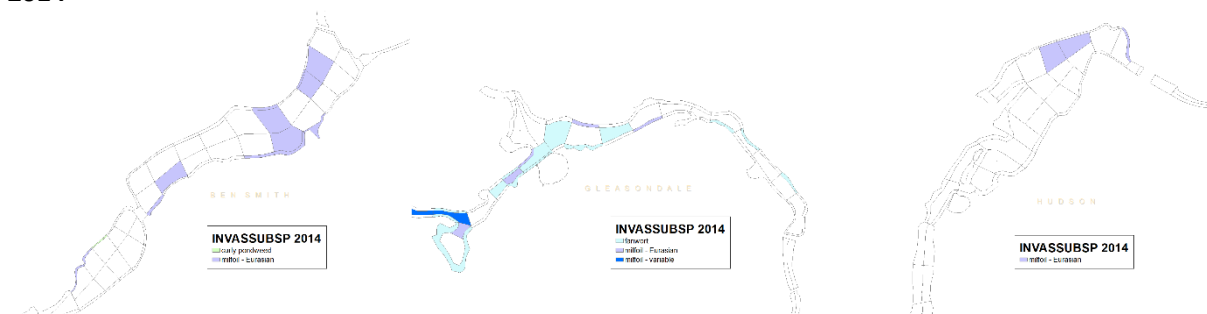 BEN SMITH
INVASSUBSP 2014
curly pondweed
milfoil - Eurasian
GLEASONDALE
INVASSUBSP 2014
fanwort
milfoil - Eurasian
milfoil - variable
HUDSON
INVASSUBSP 2014
milfoil - Eurasian